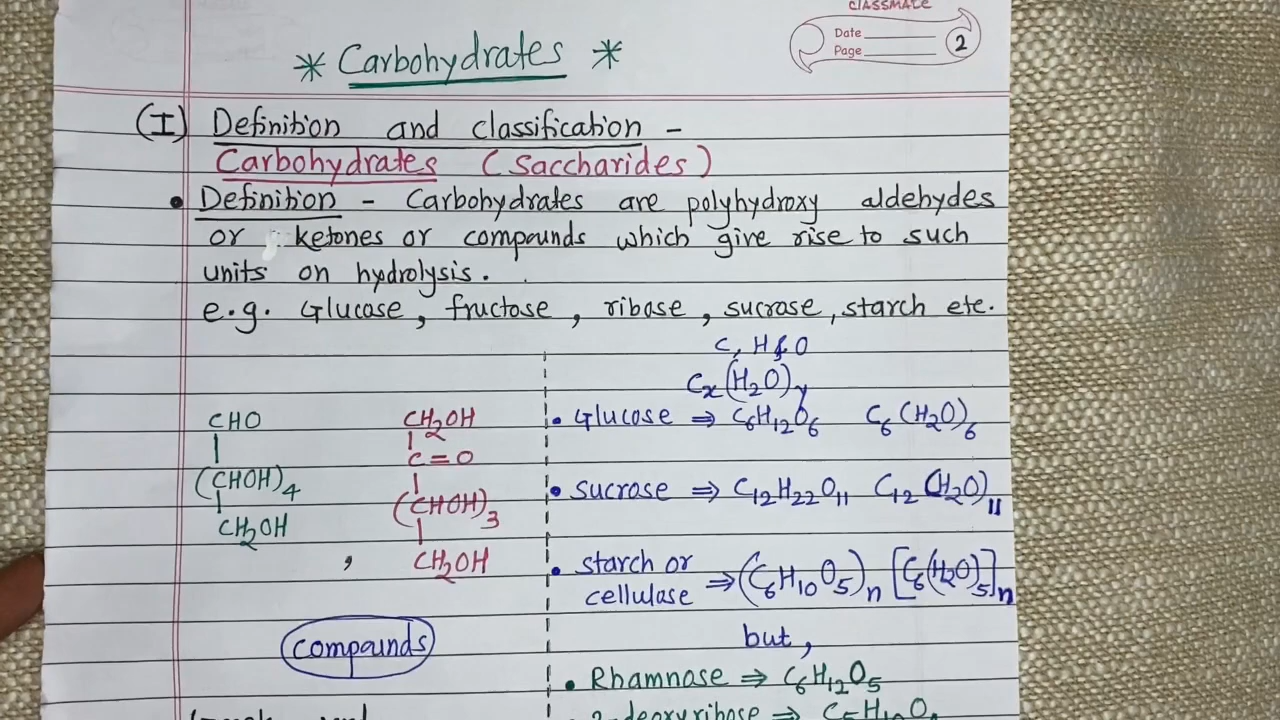 CLASSMATE
Date
Page
2
* Carbohydrates *
(I) Definition and classification -
Carbohydrates (Saccharides)
• Definition - Carbohydrates are polyhydroxy aldehydes
or ketones or compounds which give rise to such
units on hydrolysis.
e.g. Glucose, fructose, ribose, sucrose, starch etc.
CHO
(CHOH)4
CH2OH
,
CH2OH
C=O
(CHOH)3
CH2OH
compounds
C, H & O
Cx(H2O)y
• Glucose ⇒ C6H12O6 C6(H2O)6
• sucrose ⇒ C12H22O11 C12(H2O)11
• starch or
cellulase ⇒ (C6H10O5)n [C6(H2O)5]n
but,
• Rhamnose ⇒ C6H12O5
2-deoxyribose ⇒ C5H10O4